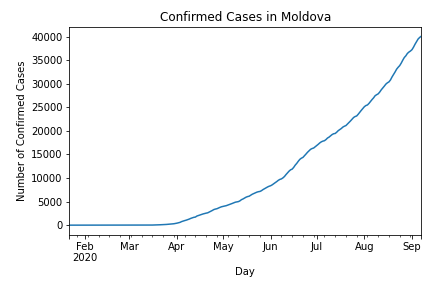 Confirmed Cases in Moldova
Number of Confirmed Cases
40000
35000
30000
25000
20000
15000
10000
5000
0
Feb Mar Apr May Jun Jul Aug Sep
2020
Day